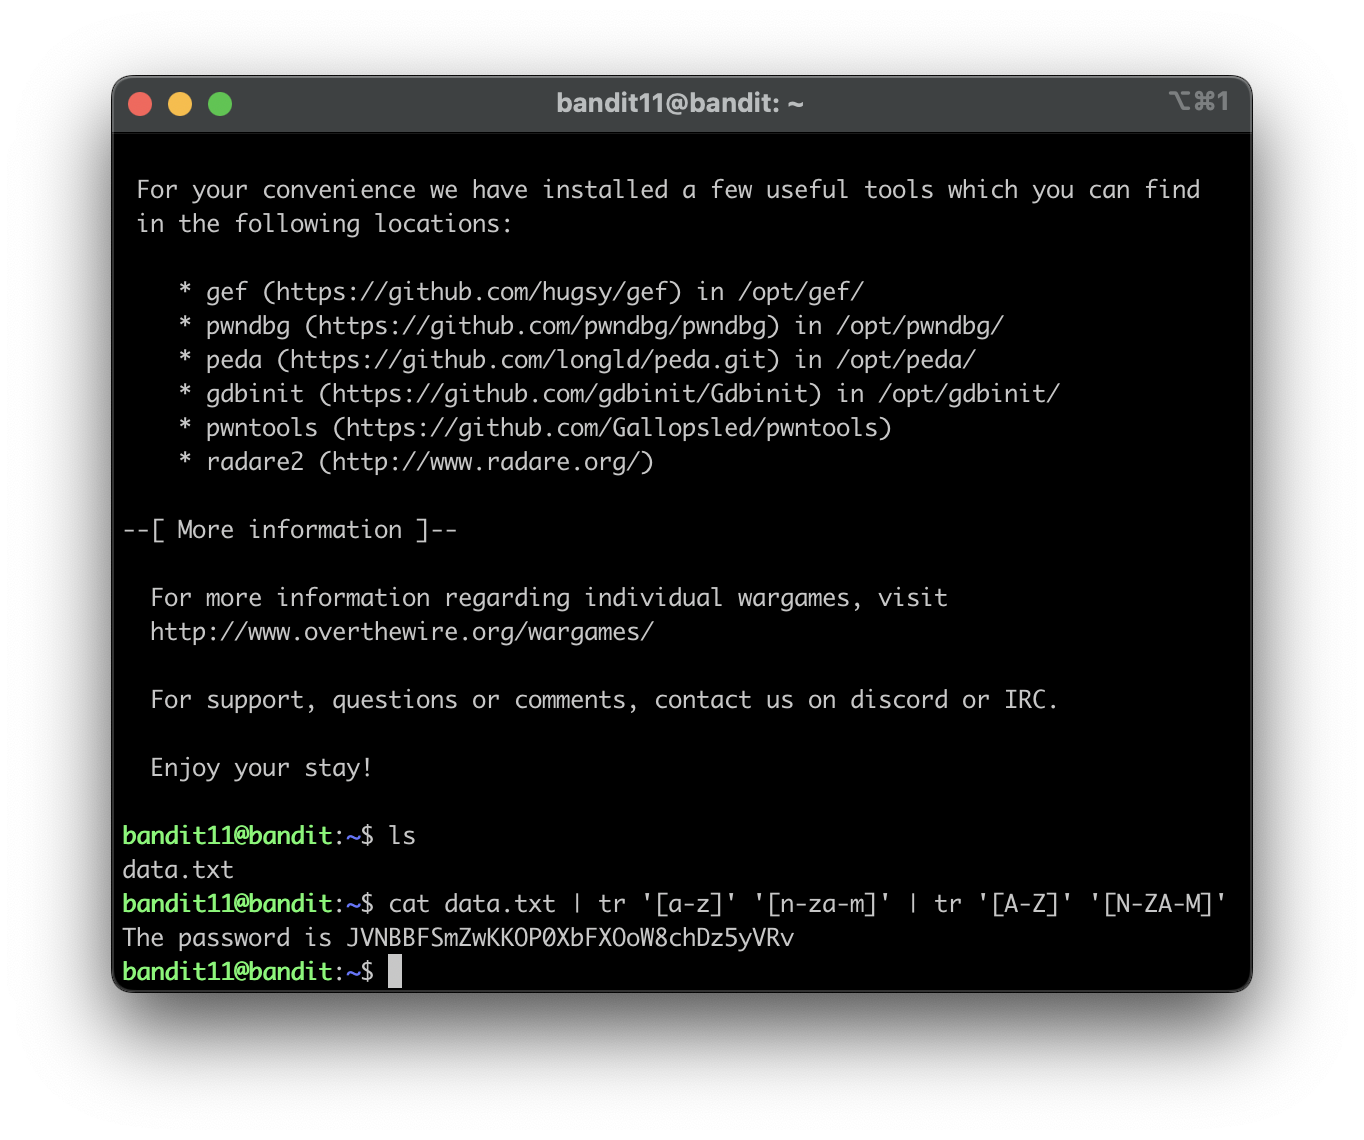 bandit11@bandit: ~
⌥⌘1
For your convenience we have installed a few useful tools which you can find
in the following locations:
* gef (https://github.com/hugsy/gef) in /opt/gef/
* pwndbg (https://github.com/pwndbg/pwndbg) in /opt/pwndbg/
* peda (https://github.com/longld/peda.git) in /opt/peda/
* gdbinit (https://github.com/gdbinit/Gdbinit) in /opt/gdbinit/
* pwntools (https://github.com/Gallopsled/pwntools)
* radare2 (http://www.radare.org/)
--[ More information ]--
For more information regarding individual wargames, visit
http://www.overthewire.org/wargames/
For support, questions or comments, contact us on discord or IRC.
Enjoy your stay!
bandit11@bandit:~$ ls
data.txt
bandit11@bandit:~$ cat data.txt | tr '[a-z]' '[n-za-m]' | tr '[A-Z]' '[N-ZA-M]'
The password is JVNBBFSmZwKKOP0XbFXOoW8chDz5yVRv
bandit11@bandit:~$